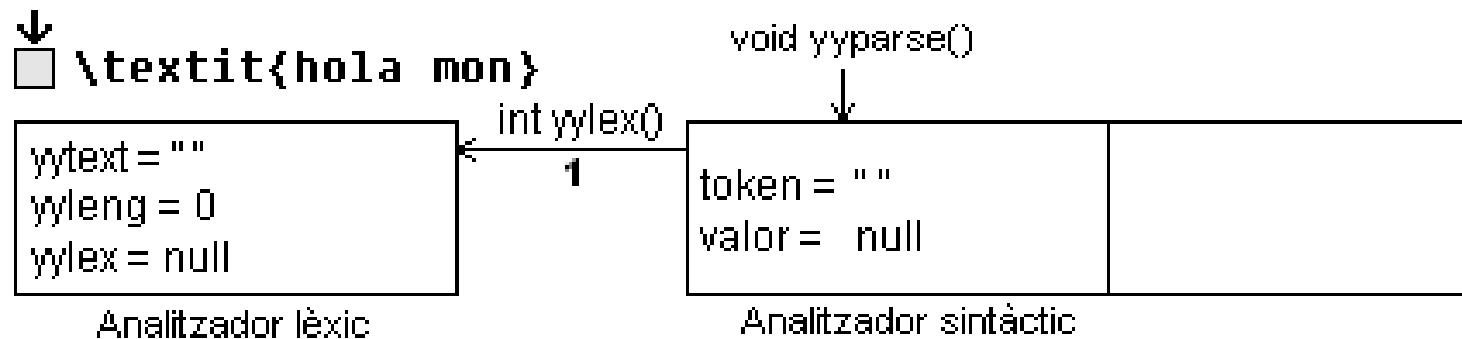 \textit{hola mon}
void yyparse()
int yylex()
1
yytext = ""
yyleng = 0
yylex = null
token = " "
valor = null
Analitzador lèxic
Analitzador sintàctic